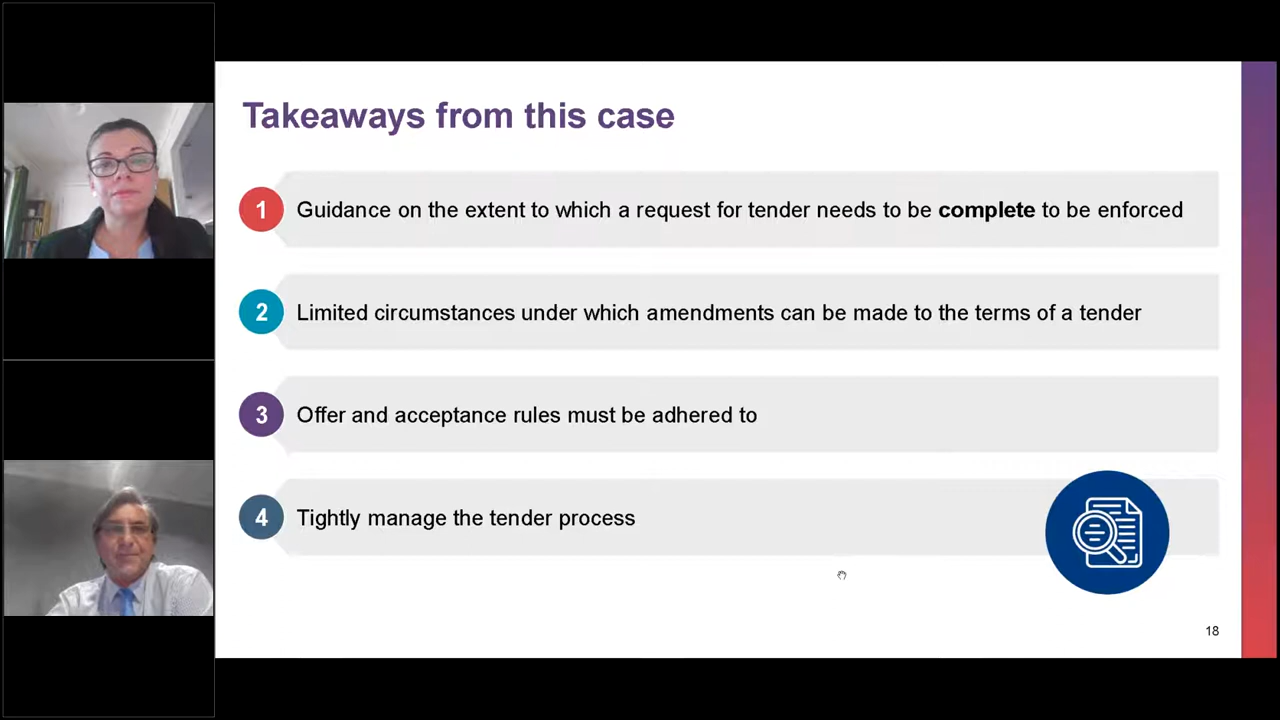 Takeaways from this case
1
Guidance on the extent to which a request for tender needs to be complete to be enforced
2
Limited circumstances under which amendments can be made to the terms of a tender
3
Offer and acceptance rules must be adhered to
4
Tightly manage the tender process
18